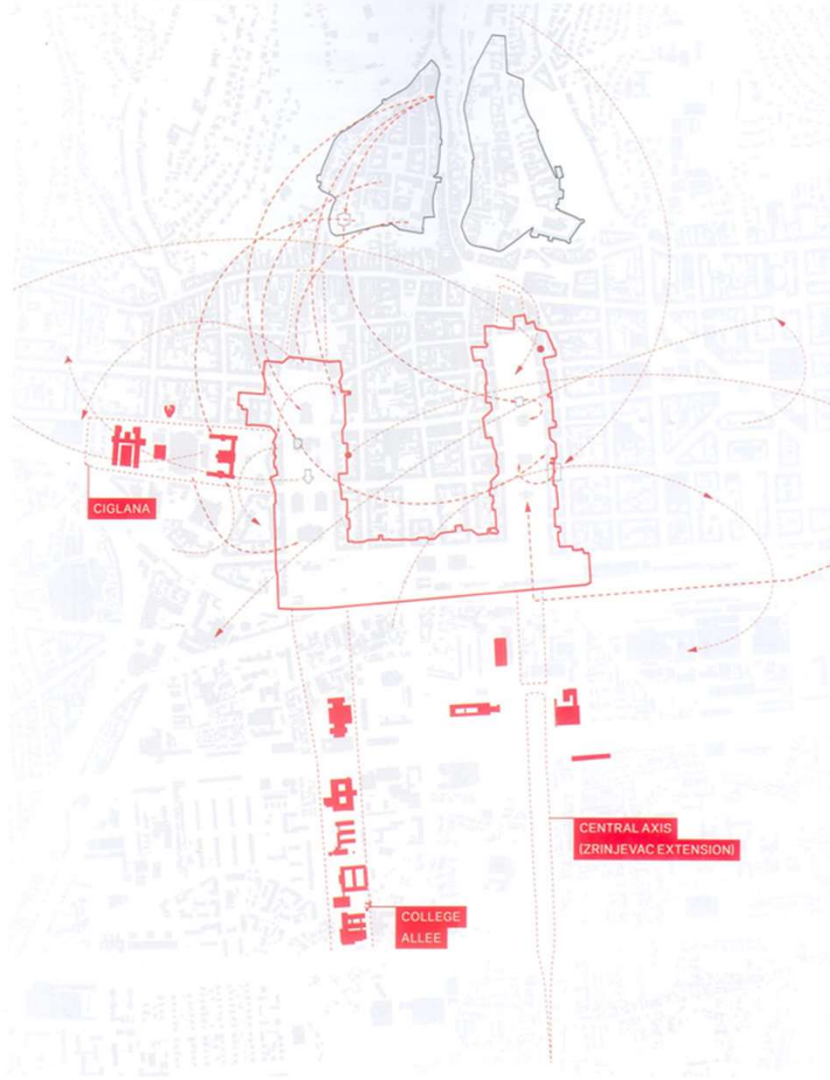 CIGLANA
CENTRAL AXIS
(ZRINJEVAC EXTENSION)
COLLEGE
ALLEE